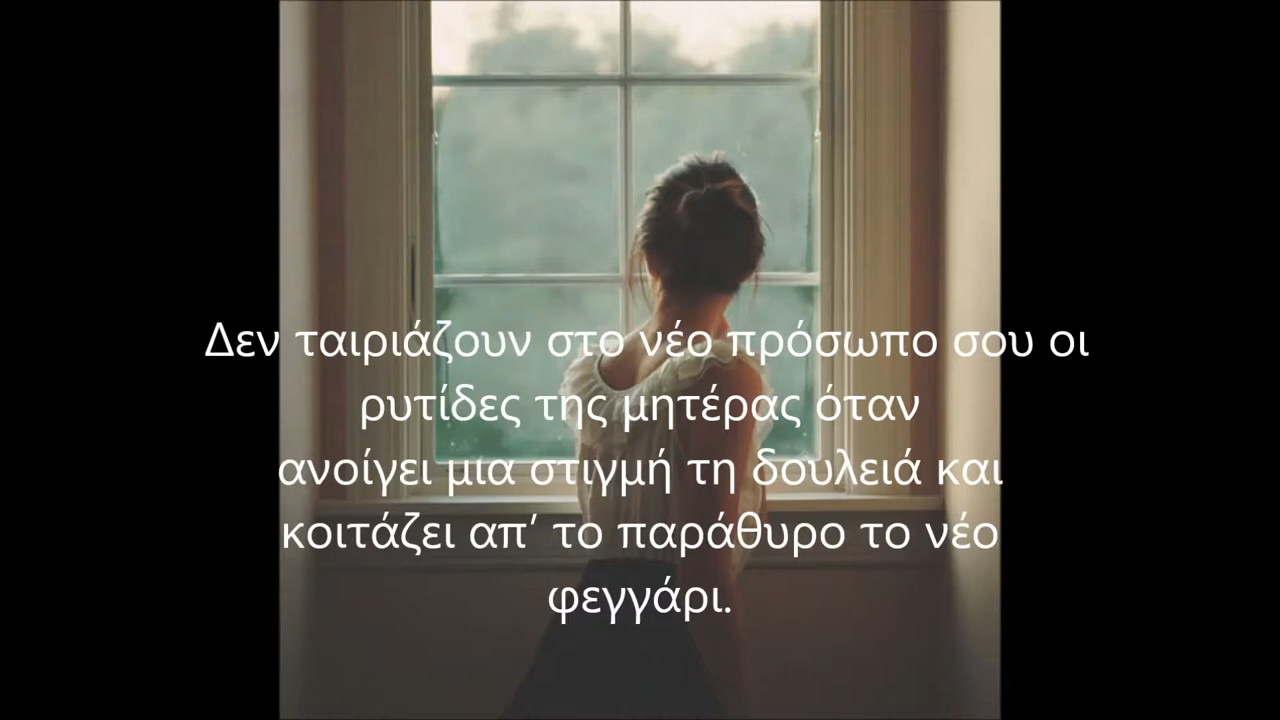 Δεν ταιριάζουν στο νέο πρόσωπο σου οι
ρυτίδες της μητέρας όταν
ανοίγει μια στιγμή τη δουλειά και
κοιτάζει απ’ το παράθυρο το νέο
φεγγάρι.